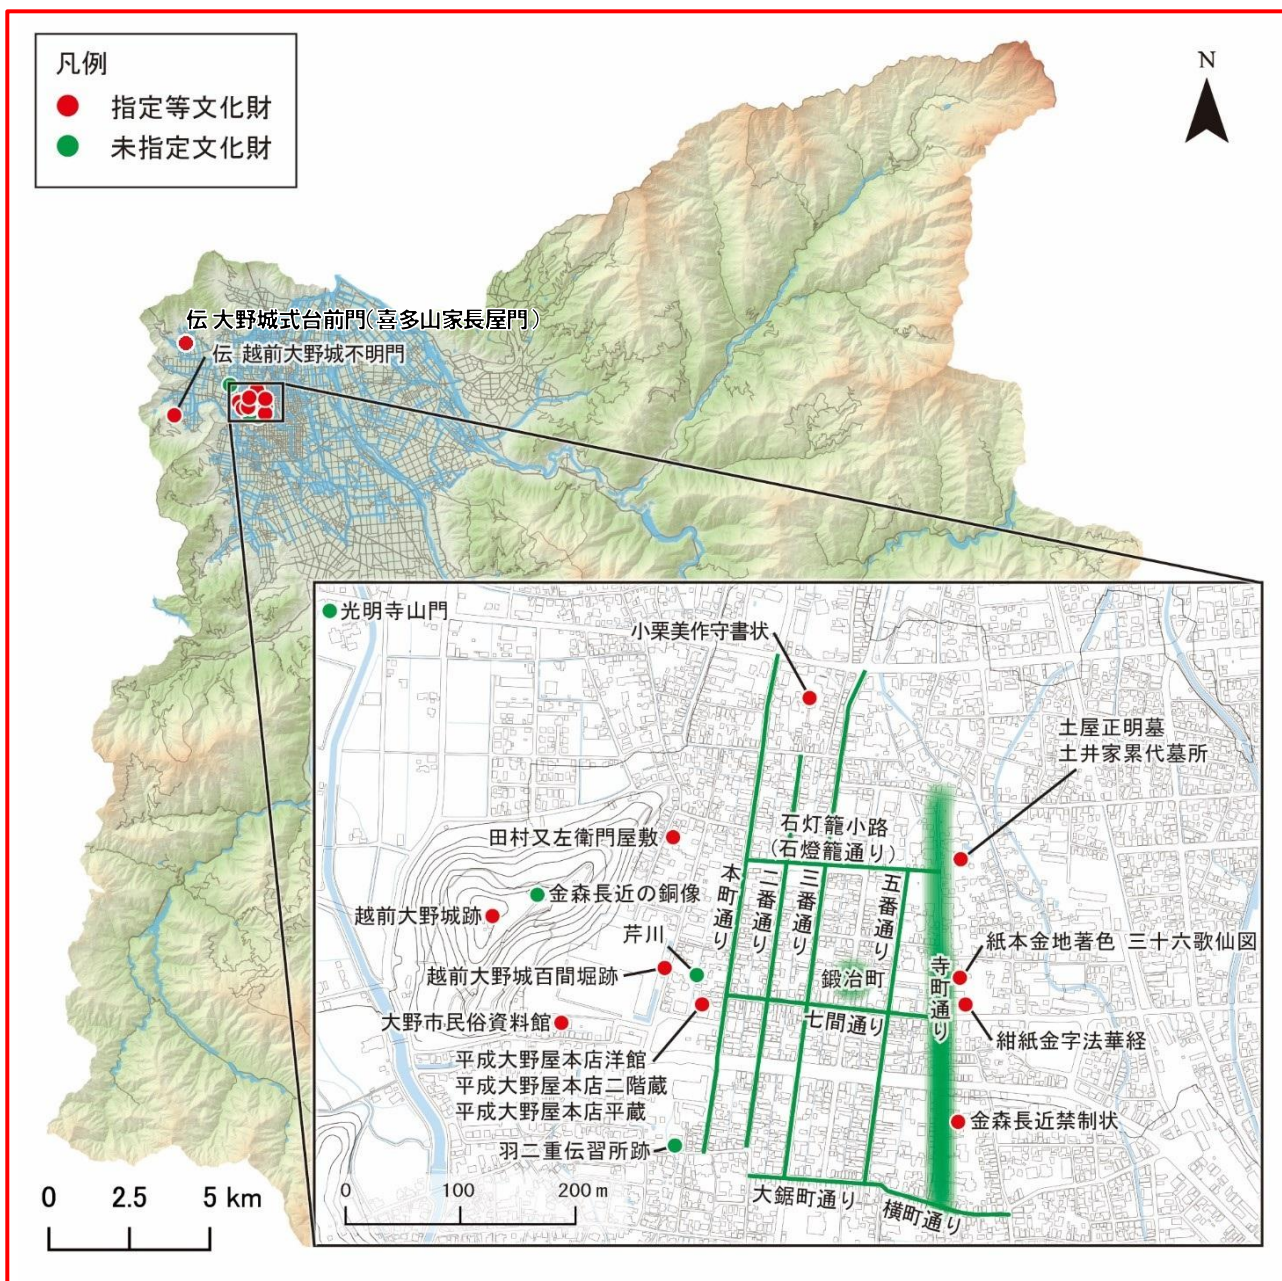 凡例
指定等文化財
未指定文化財
N
伝 大野城式台前門(喜多山家長屋門)
伝 越前大野城不明門
光明寺山門
小栗美作守書状
土屋正明墓
土井家累代墓所
石灯籠小路
(石燈籠通り)
田村又左衛門屋敷
本町通り
二番通り
三番通り
五番通り
寺町通り
金森長近の銅像
越前大野城跡
芹川
紙本金地著色 三十六歌仙図
越前大野城百間堀跡
鍛冶町
大野市民俗資料館
七間通り
紺紙金字法華経
平成大野屋本店洋館
平成大野屋本店二階蔵
平成大野屋本店平蔵
金森長近禁制状
羽二重伝習所跡
大鋸町通り
横町通り
0 100 200 m
0 2.5 5 km